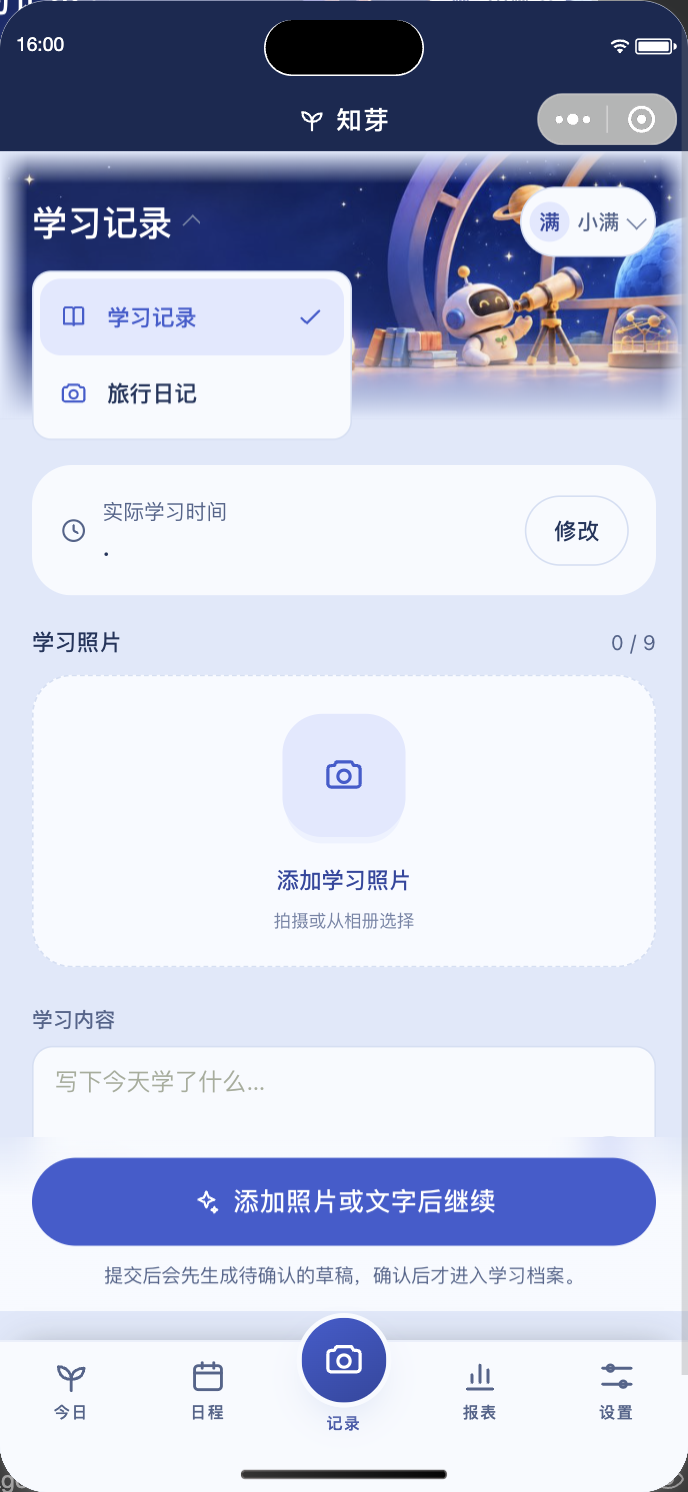 16:00
知芽
学习记录
满 小满
学习记录
旅行日记
实际学习时间
·
修改
学习照片
0 / 9
添加学习照片
拍摄或从相册选择
学习内容
写下今天学了什么...
添加照片或文字后继续
提交后会先生成待确认的草稿，确认后才进入学习档案。
今日
日程
记录
报表
设置